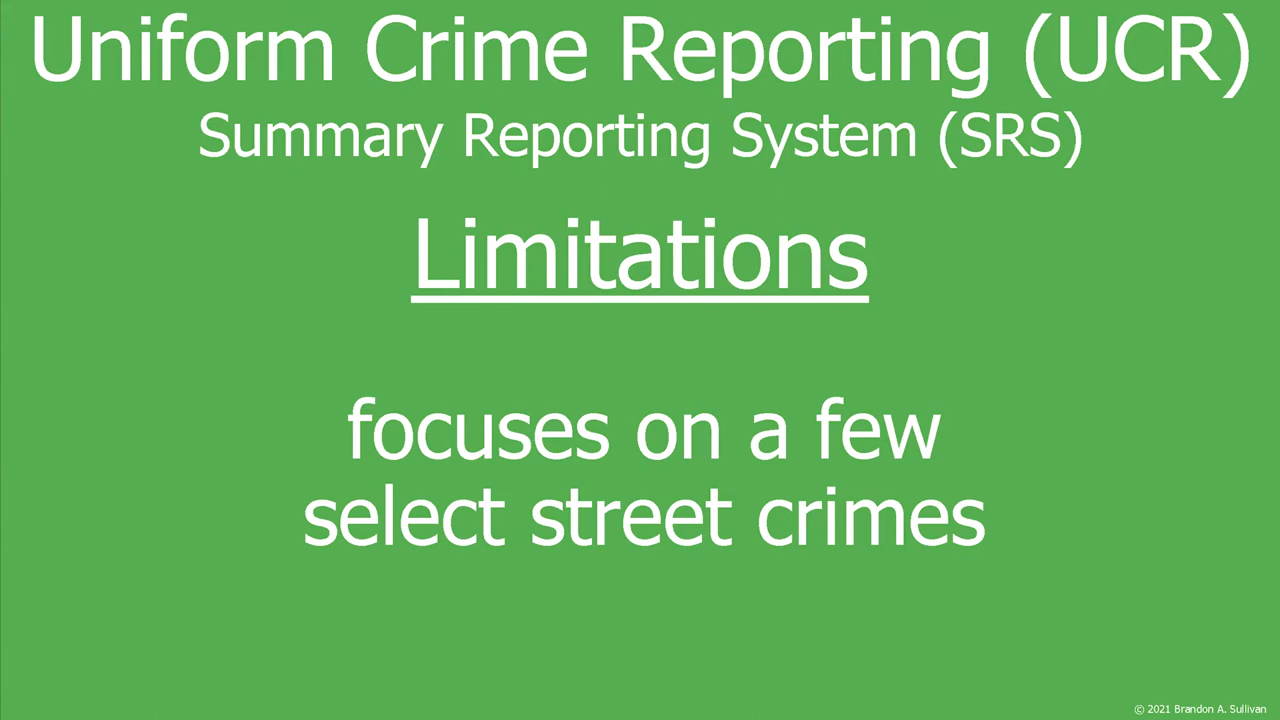 Uniform Crime Reporting (UCR)
Summary Reporting System (SRS)
Limitations
focuses on a few
select street crimes
© 2021 Brandon A. Sullivan